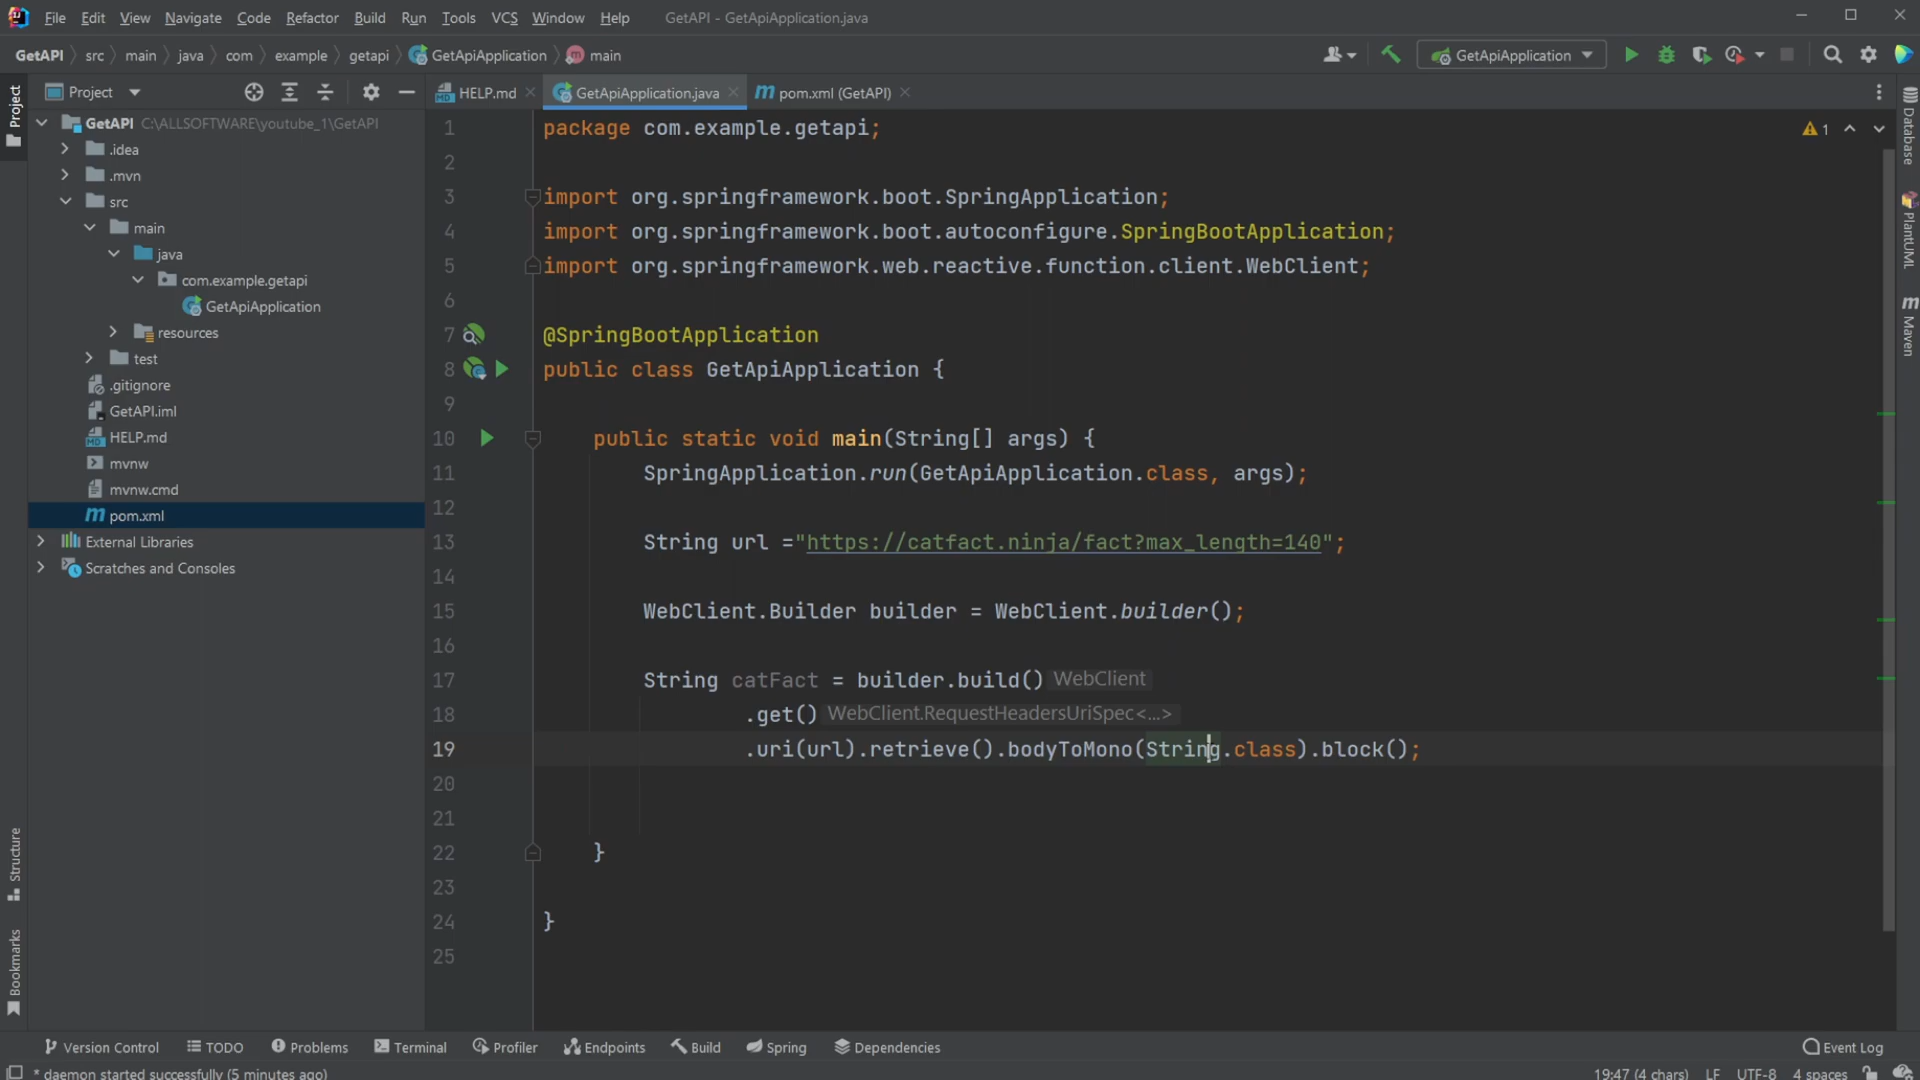 File Edit View Navigate Code Refactor Build Run Tools VCS Window Help GetAPI - GetApiApplication.java
GetAPI src main java com example getapi GetApiApplication main GetApiApplication
Project HELP.md GetApiApplication.java pom.xml (GetAPI)
Project
GetAPI C:\ALLSOFTWARE\youtube_1\GetAPI
.idea
.mvn
src
main
java
com.example.getapi
GetApiApplication
resources
test
.gitignore
GetAPI.iml
HELP.md
mvnw
mvnw.cmd
pom.xml
External Libraries
Scratches and Consoles
Structure
Bookmarks
1 package com.example.getapi;
2
3 import org.springframework.boot.SpringApplication;
4 import org.springframework.boot.autoconfigure.SpringBootApplication;
5 import org.springframework.web.reactive.function.client.WebClient;
6
7 @SpringBootApplication
8 public class GetApiApplication {
9
10 public static void main(String[] args) {
11 SpringApplication.run(GetApiApplication.class, args);
12
13 String url ="https://catfact.ninja/fact?max_length=140";
14
15 WebClient.Builder builder = WebClient.builder();
16
17 String catFact = builder.build() WebClient
18 .get() WebClient.RequestHeadersUriSpec<...>
19 .uri(url).retrieve().bodyToMono(String.class).block();
20
21
22 }
23
24 }
25
1
Database
PlantUML
Maven
Version Control TODO Problems Terminal Profiler Endpoints Build Spring Dependencies Event Log
* daemon started successfully (5 minutes ago) 19:47 (4 chars) LF UTF-8 4 spaces